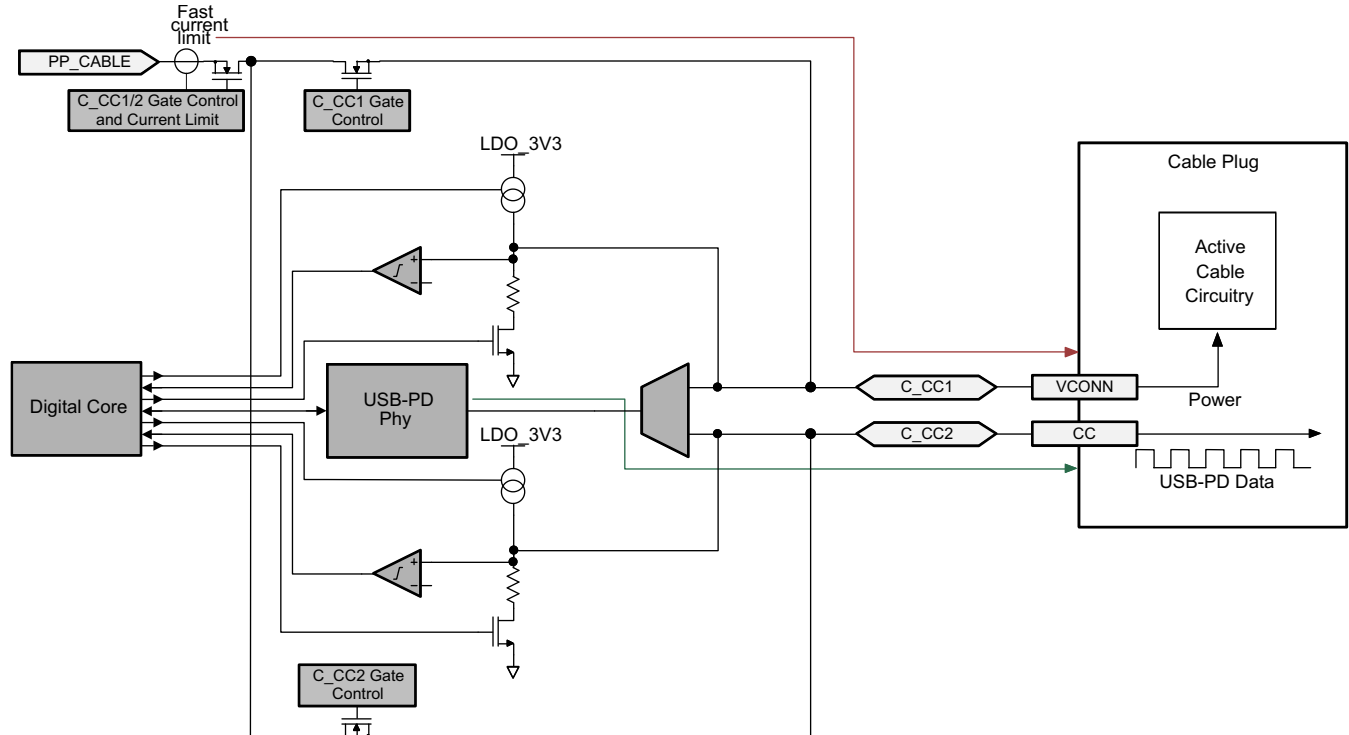 Fast
current
limit
PP_CABLE
C_CC1/2 Gate Control
and Current Limit
C_CC1 Gate
Control
LDO_3V3
Cable Plug
Active
Cable
Circuitry
+
−
Digital Core
USB-PD
Phy
C_CC1
VCONN
Power
C_CC2
CC
USB-PD Data
LDO_3V3
+
−
C_CC2 Gate
Control